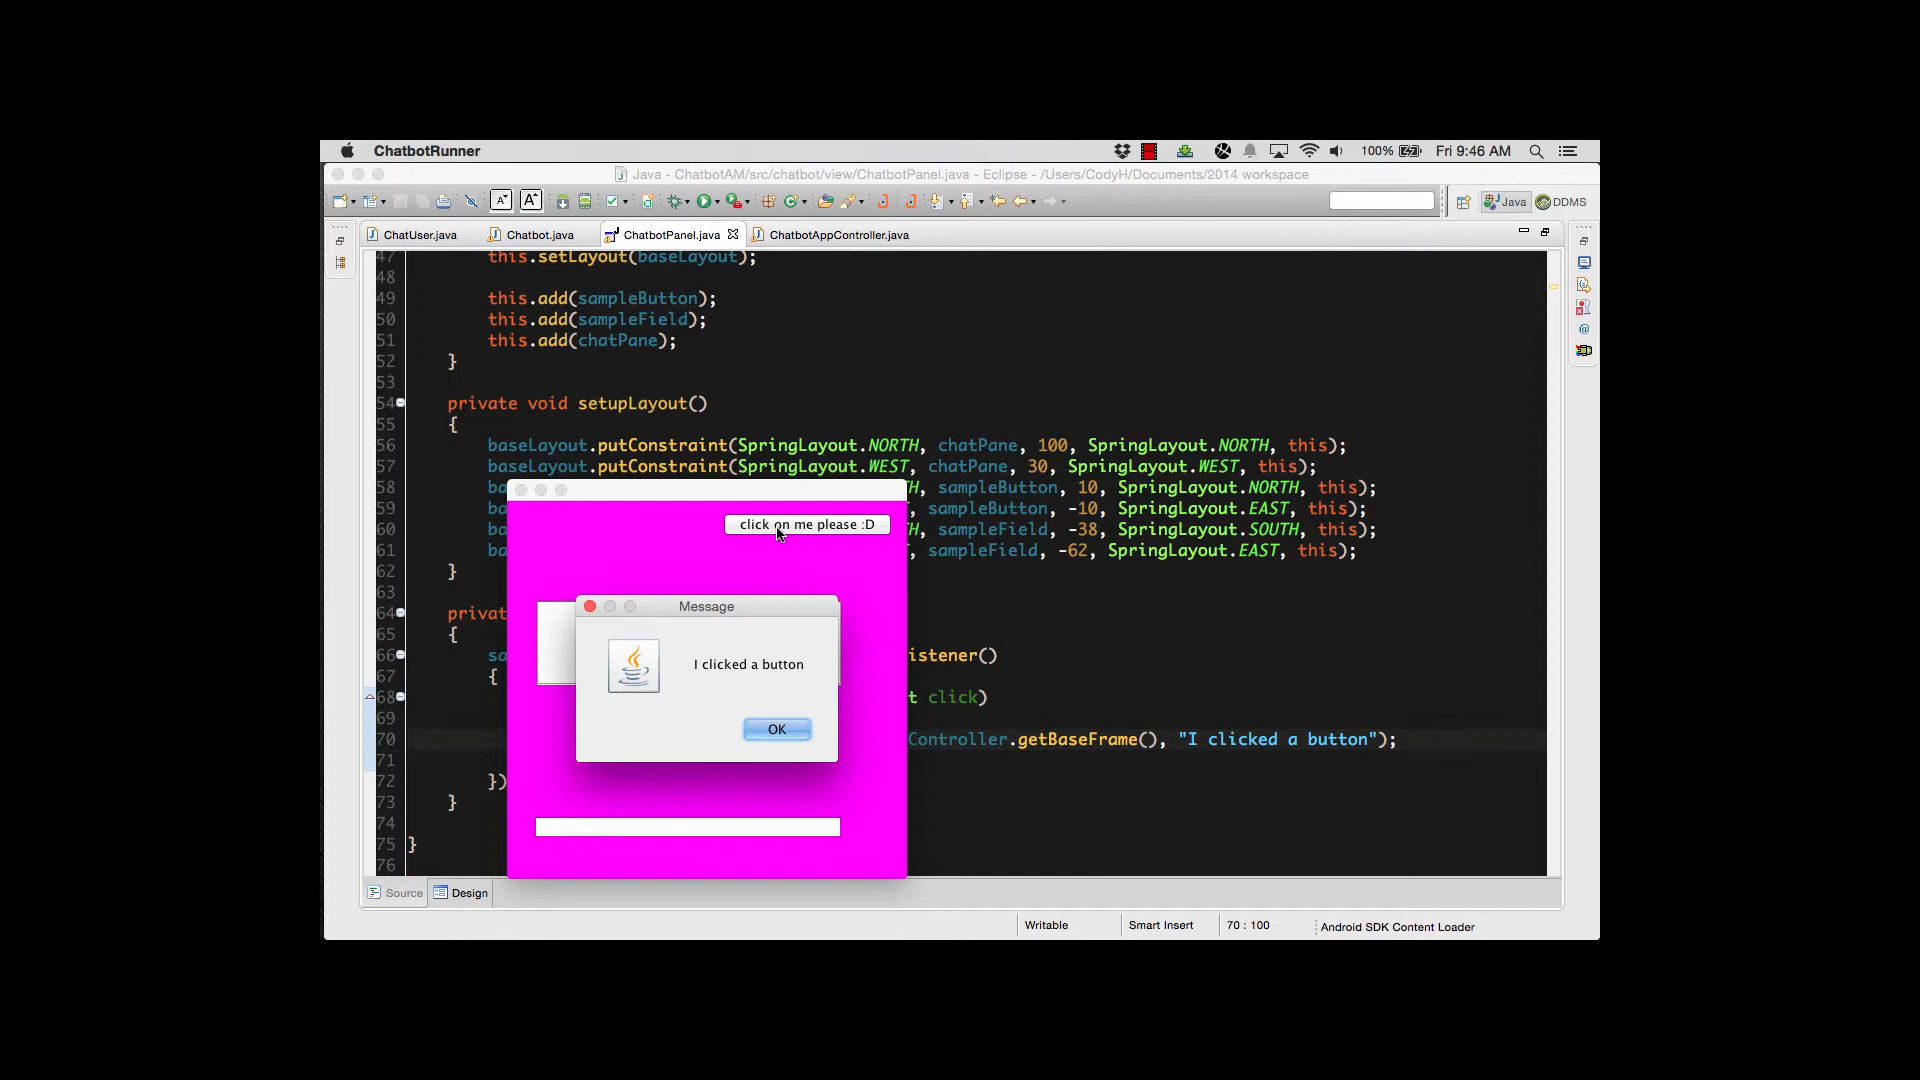 ChatbotRunner
100%
Fri 9:46 AM
Java - ChatbotAM/src/chatbot/view/ChatbotPanel.java - Eclipse - /Users/CodyH/Documents/2014 workspace
Java
DDMS
ChatUser.java
Chatbot.java
ChatbotPanel.java
ChatbotAppController.java
47 this.setLayout(baseLayout);
48
49 this.add(sampleButton);
50 this.add(sampleField);
51 this.add(chatPane);
52 }
53
54 private void setupLayout()
55 {
56 baseLayout.putConstraint(SpringLayout.NORTH, chatPane, 100, SpringLayout.NORTH, this);
57 baseLayout.putConstraint(SpringLayout.WEST, chatPane, 30, SpringLayout.WEST, this);
58 ba H, sampleButton, 10, SpringLayout.NORTH, this);
59 ba , sampleButton, -10, SpringLayout.EAST, this);
60 ba H, sampleField, -38, SpringLayout.SOUTH, this);
61 ba , sampleField, -62, SpringLayout.EAST, this);
62 }
63
64 privat
65 {
66 sa istener()
67 {
68 t click)
69
70 Controller.getBaseFrame(), "I clicked a button");
71
72 })
73 }
74
75 }
76
click on me please :D
Message
I clicked a button
OK
Source
Design
Writable
Smart Insert
70 : 100
Android SDK Content Loader